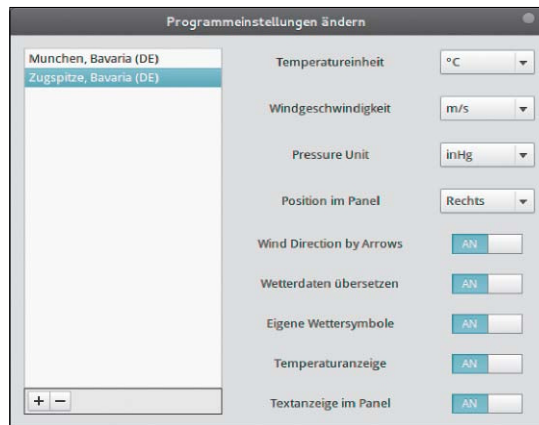 Programmeinstellungen ändern
Munchen, Bavaria (DE)
Zugspitze, Bavaria (DE)
Temperatureinheit °C
Windgeschwindigkeit m/s
Pressure Unit inHg
Position im Panel Rechts
Wind Direction by Arrows AN
Wetterdaten übersetzen AN
Eigene Wettersymbole AN
Temperaturanzeige AN
Textanzeige im Panel AN
+ −